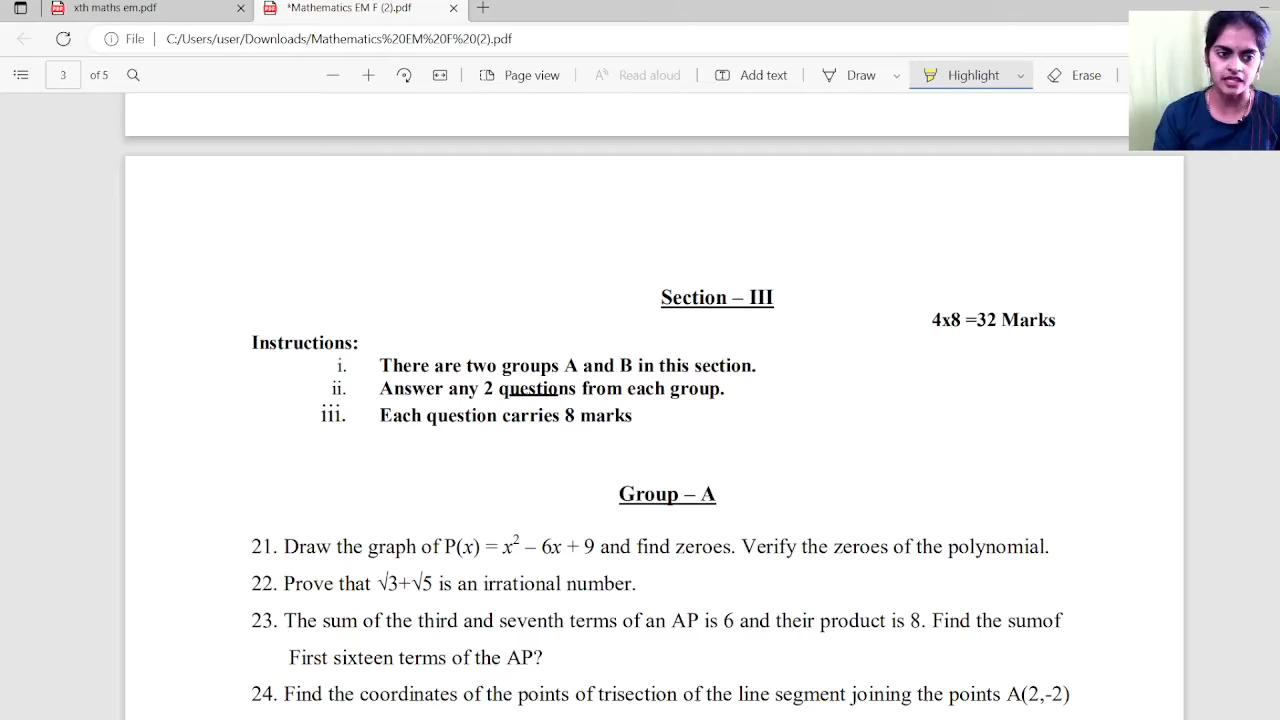 xth maths em.pdf
*Mathematics EM F (2).pdf
File | C:/Users/user/Downloads/Mathematics%20EM%20F%20(2).pdf
3 of 5 Page view Read aloud Add text Draw Highlight Erase
Section – III
4x8 =32 Marks
Instructions:
i. There are two groups A and B in this section.
ii. Answer any 2 questions from each group.
iii. Each question carries 8 marks
Group – A
21. Draw the graph of P(x) = x² – 6x + 9 and find zeroes. Verify the zeroes of the polynomial.
22. Prove that √3+√5 is an irrational number.
23. The sum of the third and seventh terms of an AP is 6 and their product is 8. Find the sumof
First sixteen terms of the AP?
24. Find the coordinates of the points of trisection of the line segment joining the points A(2,-2)